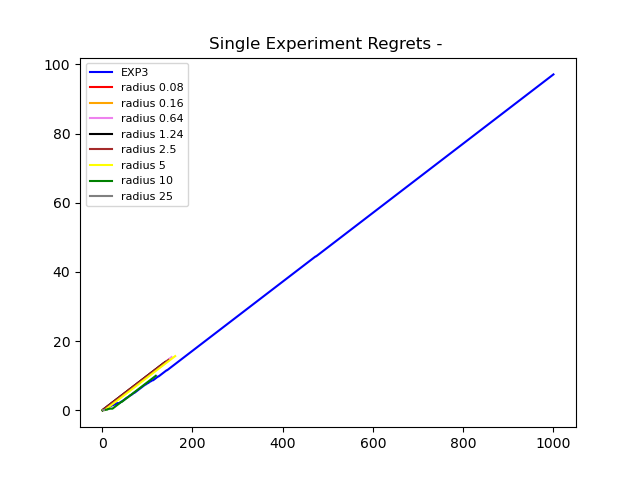 Single Experiment Regrets -
100
80
60
40
20
0
EXP3
radius 0.08
radius 0.16
radius 0.64
radius 1.24
radius 2.5
radius 5
radius 10
radius 25
0 200 400 600 800 1000